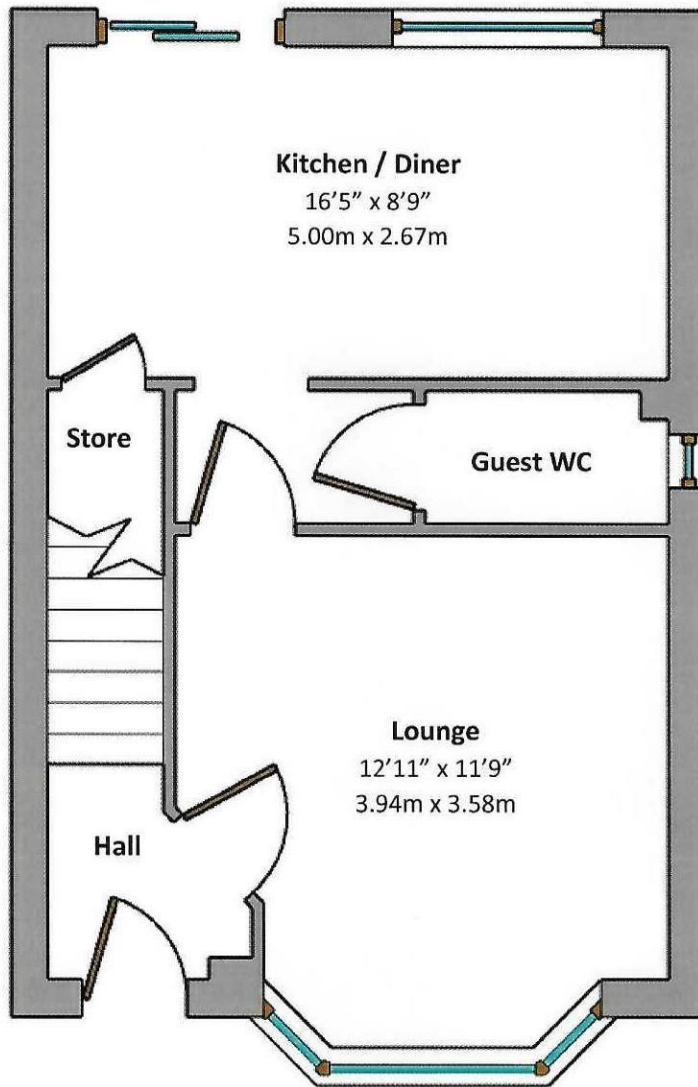 Kitchen / Diner
16’5” x 8’9”
5.00m x 2.67m
Store
Guest WC
Lounge
12’11” x 11’9”
3.94m x 3.58m
Hall